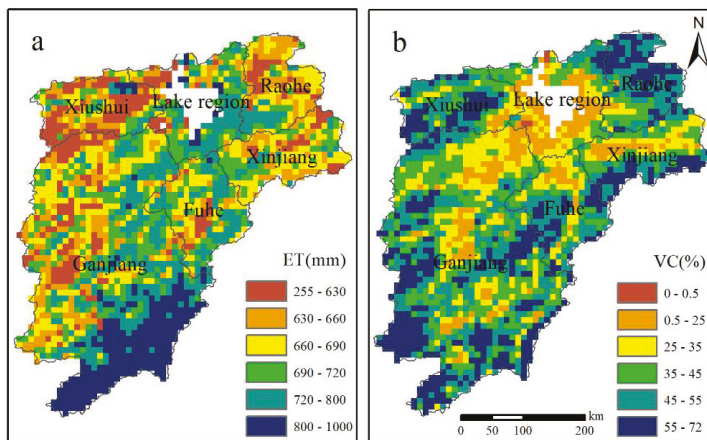 a
Xiushui
Lake region
Raohe
Xinjiang
Fuhe
Ganjiang
ET(mm)
255 - 630
630 - 660
660 - 690
690 - 720
720 - 800
800 - 1000
b
N
Xiushui
Lake region
Raohe
Xinjiang
Fuhe
Ganjiang
VC(%)
0 - 0.5
0.5 - 25
25 - 35
35 - 45
45 - 55
55 - 72
km
0 50 100 200